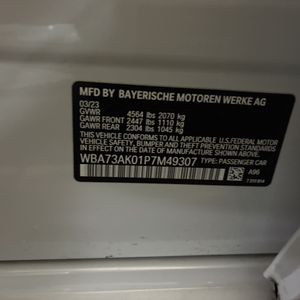 MFD BY BAYERISCHE MOTOREN WERKE AG
03/23
GVWR 4564 lbs 2070 kg
GAWR FRONT 2447 lbs 1110 kg
GAWR REAR 2304 lbs 1045 kg
THIS VEHICLE CONFORMS TO ALL
APPLICABLE U.S.FEDERAL MOTOR
VEHICLE SAFETY, BUMPER, AND
THEFT PREVENTION STANDARDS IN
EFFECT ON THE DATE OF
MANUFACTURE SHOWN ABOVE.
WBA73AK01P7M49307
TYPE: PASSENGER CAR
A96